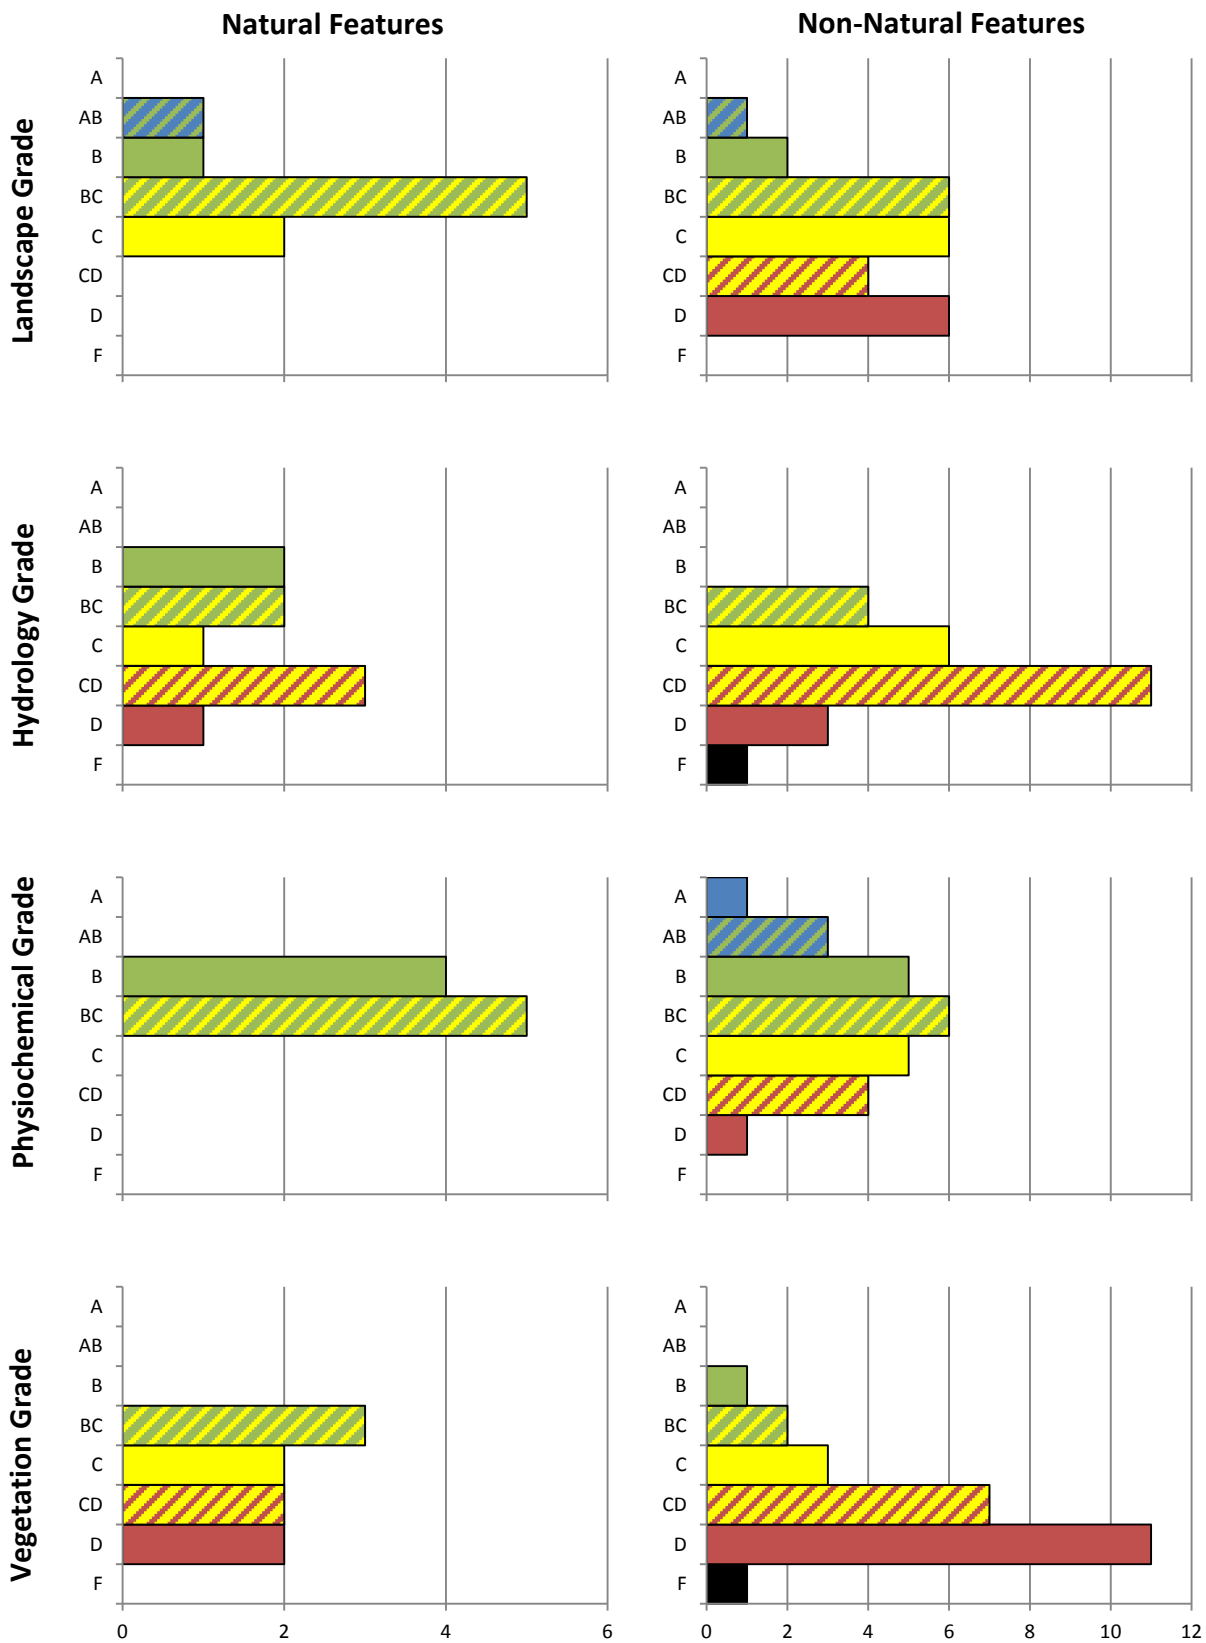 Natural Features
Non-Natural Features
Landscape Grade
A
AB
B
BC
C
CD
D
F
A
AB
B
BC
C
CD
D
F
Hydrology Grade
A
AB
B
BC
C
CD
D
F
A
AB
B
BC
C
CD
D
F
Physiochemical Grade
A
AB
B
BC
C
CD
D
F
A
AB
B
BC
C
CD
D
F
Vegetation Grade
A
AB
B
BC
C
CD
D
F
0 2 4 6
A
AB
B
BC
C
CD
D
F
0 2 4 6 8 10 12